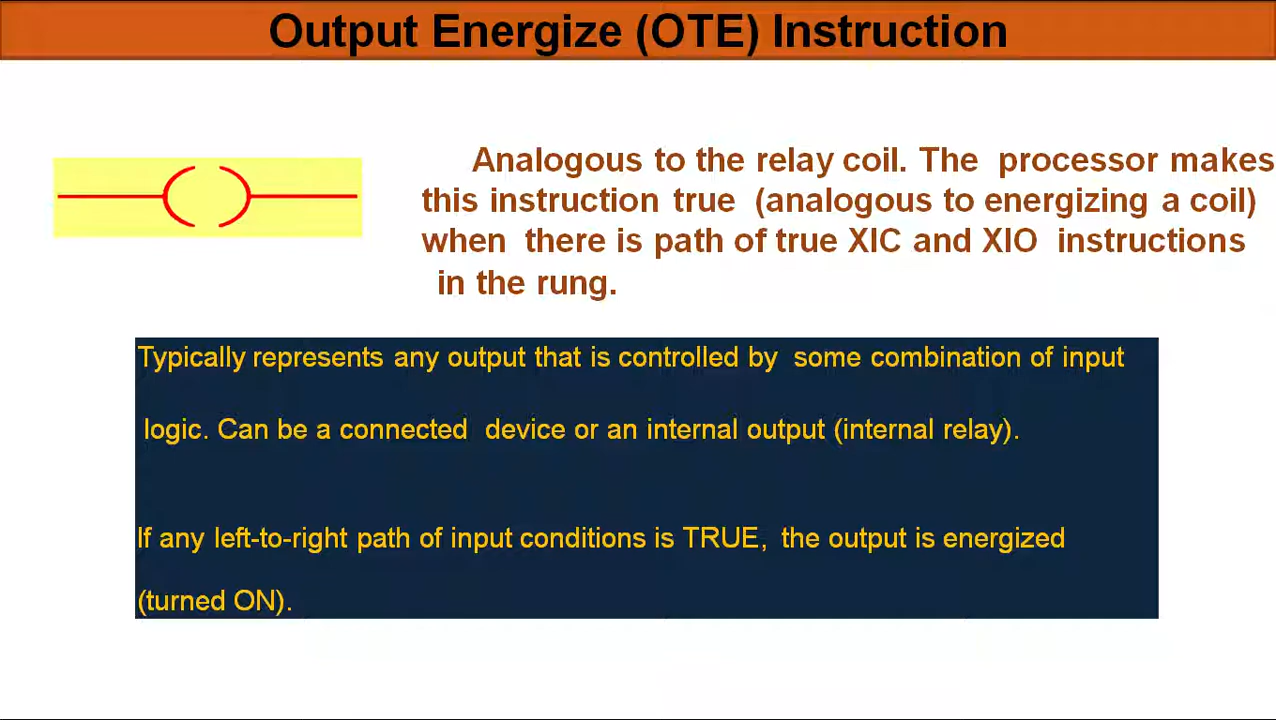 Output Energize (OTE) Instruction
Analogous to the relay coil. The processor makes
this instruction true (analogous to energizing a coil)
when there is path of true XIC and XIO instructions
in the rung.
Typically represents any output that is controlled by some combination of input
logic. Can be a connected device or an internal output (internal relay).
If any left-to-right path of input conditions is TRUE, the output is energized
(turned ON).